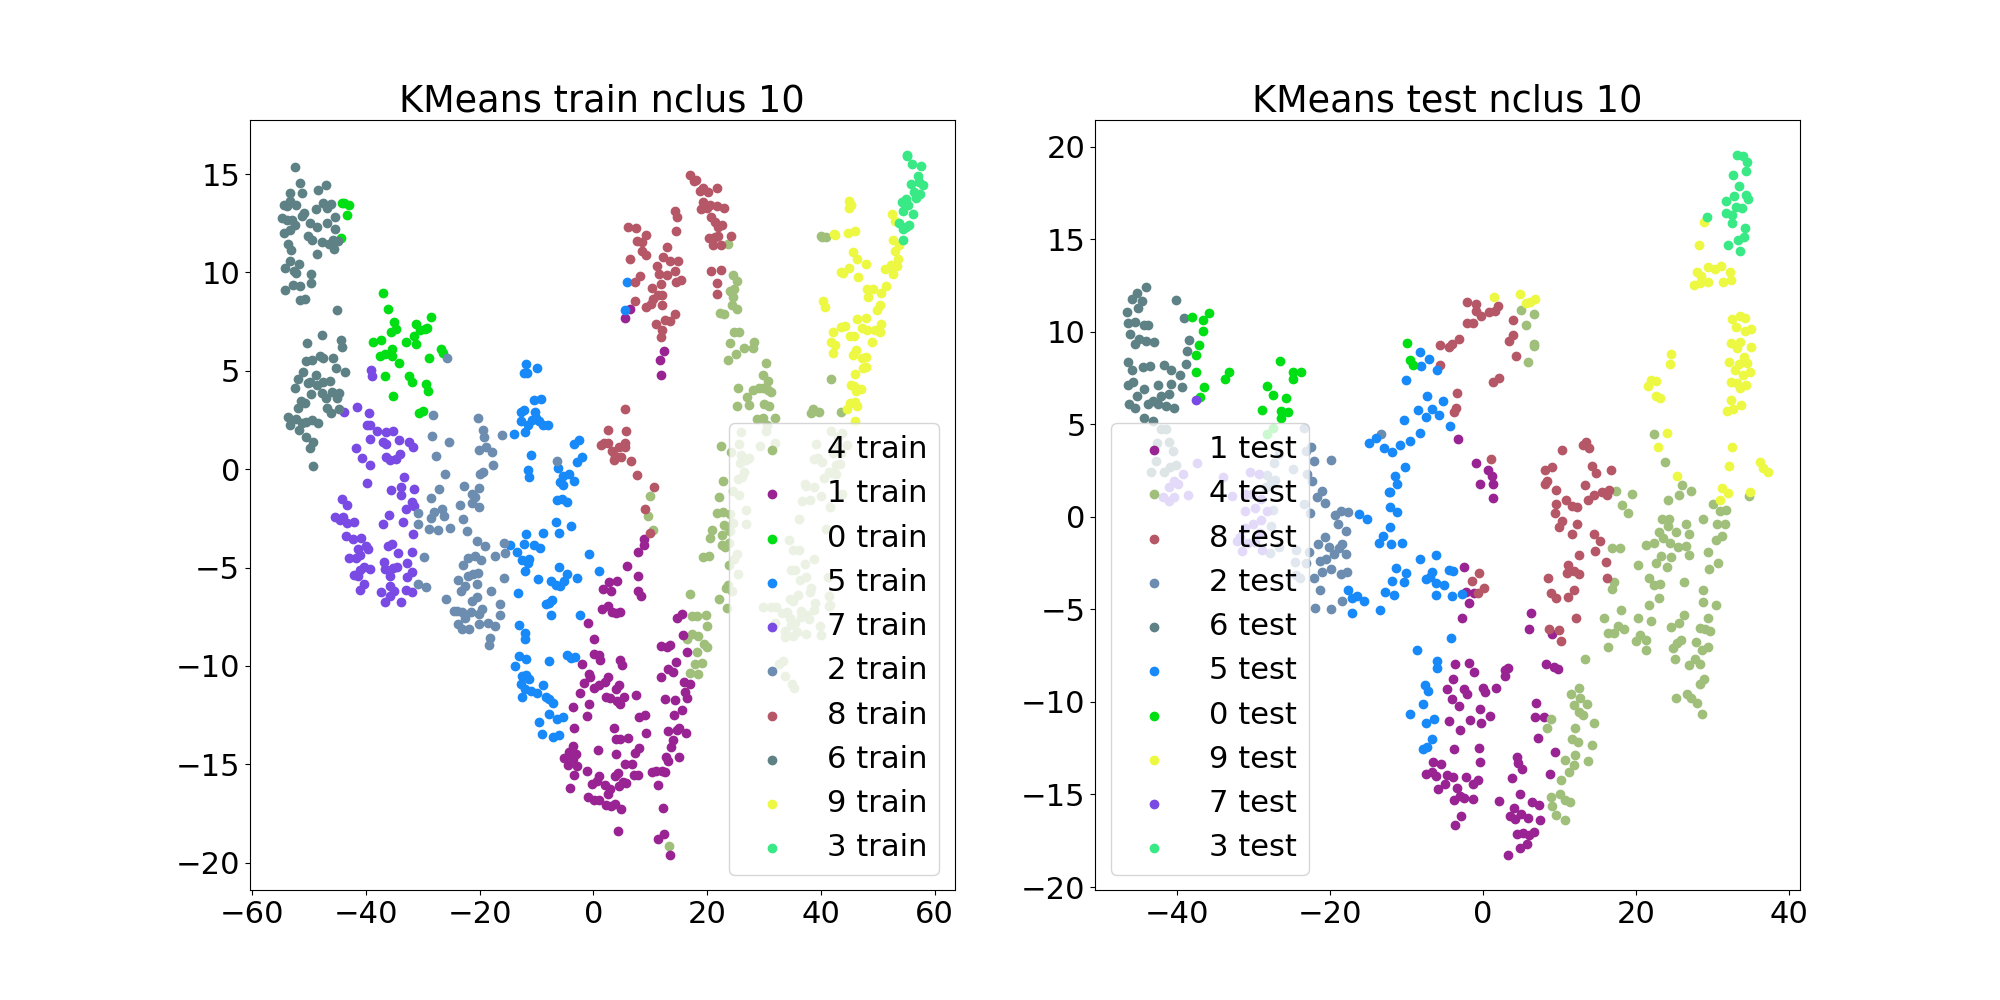 KMeans train nclus 10
15
10
5
0
−5
−10
−15
−20
−60
−40
−20
0
20
40
60
4 train
1 train
0 train
5 train
7 train
2 train
8 train
6 train
9 train
3 train
KMeans test nclus 10
20
15
10
5
0
−5
−10
−15
−20
−40
−20
0
20
40
1 test
4 test
8 test
2 test
6 test
5 test
0 test
9 test
7 test
3 test